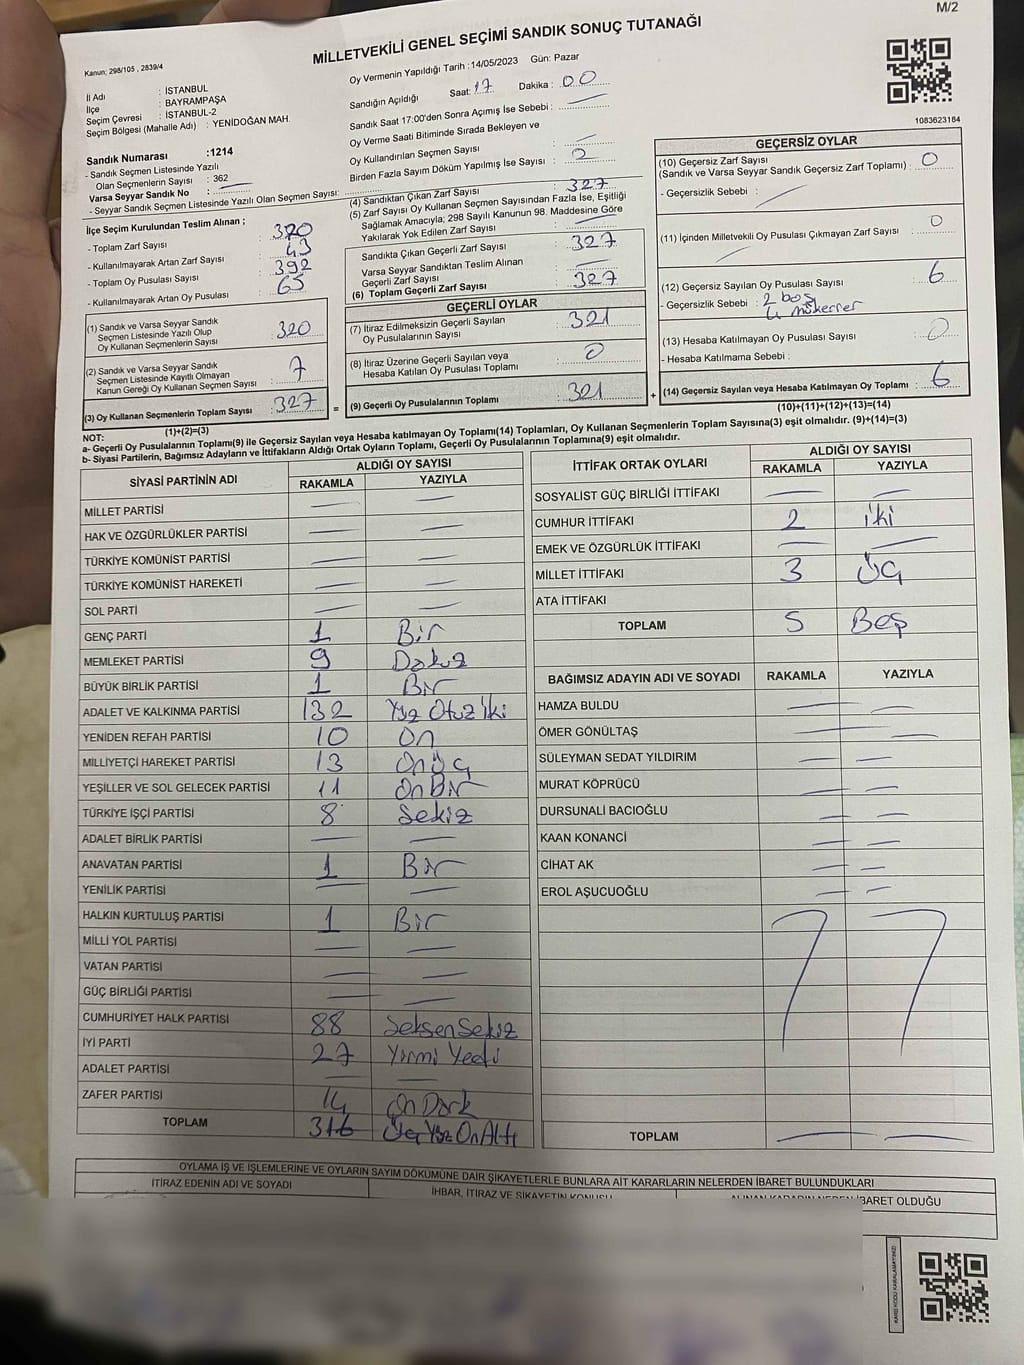 M/2
MİLLETVEKİLİ GENEL SEÇİMİ SANDIK SONUÇ TUTANAĞI
Kanun; 298/105 , 2839/4
İl Adı : İSTANBUL
İlçe : BAYRAMPAŞA
Seçim Çevresi : İSTANBUL-2
Seçim Bölgesi (Mahalle Adı) : YENİDOĞAN MAH.
Sandık Numarası :1214
- Sandık Seçmen Listesinde Yazılı
Olan Seçmenlerin Sayısı : 362
Varsa Seyyar Sandık No :
- Seyyar Sandık Seçmen Listesinde Yazılı Olan Seçmen Sayısı:
Oy Vermenin Yapıldığı Tarih :14/05/2023 Gün: Pazar
Sandığın Açıldığı Saat: 17 Dakika : 00
Sandık Saat 17:00'den Sonra Açımış İse Sebebi :
Oy Verme Saati Bitiminde Sırada Bekleyen ve
Oy Kullandırılan Seçmen Sayısı :
Birden Fazla Sayım Döküm Yapılmış İse Sayısı : 2
(4) Sandıktan Çıkan Zarf Sayısı : 327
(5) Zarf Sayısı Oy Kullanan Seçmen Sayısından Fazla İse, Eşitliği
Sağlamak Amacıyla; 298 Sayılı Kanunun 98. Maddesine Göre
Yakılarak Yok Edilen Zarf Sayısı :
Sandıkta Çıkan Geçerli Zarf Sayısı : 327
Varsa Seyyar Sandıktan Teslim Alınan
Geçerli Zarf Sayısı :
(6) Toplam Geçerli Zarf Sayısı : 327
İlçe Seçim Kurulundan Teslim Alınan ;
- Toplam Zarf Sayısı : 370
- Kullanılmayarak Artan Zarf Sayısı : 43
- Toplam Oy Pusulası Sayısı : 392
- Kullanılmayarak Artan Oy Pusulası : 65
(1) Sandık ve Varsa Seyyar Sandık
Seçmen Listesinde Yazılı Olup
Oy Kullanan Seçmenlerin Sayısı : 320
(2) Sandık ve Varsa Seyyar Sandık
Seçmen Listesinde Kayıtlı Olmayan
Kanun Gereği Oy Kullanan Seçmen Sayısı : 7
(3) Oy Kullanan Seçmenlerin Toplam Sayısı : 327 =
(1)+(2)=(3)
GEÇERLİ OYLAR
(7) İtiraz Edilmeksizin Geçerli Sayılan
Oy Pusulalarının Sayısı : 321
(8) İtiraz Üzerine Geçerli Sayılan veya
Hesaba Katılan Oy Pusulası Toplamı : 0
(9) Geçerli Oy Pusulalarının Toplamı : 321 +
1083623184
GEÇERSİZ OYLAR
(10) Geçersiz Zarf Sayısı
(Sandık ve Varsa Seyyar Sandık Geçersiz Zarf Toplamı) : 0
- Geçersizlik Sebebi :
(11) İçinden Milletvekili Oy Pusulası Çıkmayan Zarf Sayısı : 0
(12) Geçersiz Sayılan Oy Pusulası Sayısı : 6
- Geçersizlik Sebebi : 2 boş
4 mükerrer
(13) Hesaba Katılmayan Oy Pusulası Sayısı : 0
- Hesaba Katılmama Sebebi :
(14) Geçersiz Sayılan veya Hesaba Katılmayan Oy Toplamı : 6
(10)+(11)+(12)+(13)=(14)
NOT:
a- Geçerli Oy Pusulalarının Toplamı(9) ile Geçersiz Sayılan veya Hesaba katılmayan Oy Toplamı(14) Toplamları, Oy Kullanan Seçmenlerin Toplam Sayısına(3) eşit olmalıdır. (9)+(14)=(3)
b- Siyasi Partilerin, Bağımsız Adayların ve İttifakların Aldığı Ortak Oyların Toplamı, Geçerli Oy Pusulalarının Toplamına(9) eşit olmalıdır.
SİYASİ PARTİNİN ADI ALDIĞI OY SAYISI
RAKAMLA YAZIYLA
MİLLET PARTİSİ
HAK VE ÖZGÜRLÜKLER PARTİSİ
TÜRKİYE KOMÜNİST PARTİSİ
TÜRKİYE KOMÜNİST HAREKETİ
SOL PARTİ
GENÇ PARTİ 1 Bir
MEMLEKET PARTİSİ 9 Dokuz
BÜYÜK BİRLİK PARTİSİ 1 Bir
ADALET VE KALKINMA PARTİSİ 132 Yüz Otuz İki
YENİDEN REFAH PARTİSİ 10 On
MİLLİYETÇİ HAREKET PARTİSİ 13 On Üç
YEŞİLLER VE SOL GELECEK PARTİSİ 11 On Bir
TÜRKİYE İŞÇİ PARTİSİ 8 Sekiz
ADALET BİRLİK PARTİSİ
ANAVATAN PARTİSİ 1 Bir
YENİLİK PARTİSİ
HALKIN KURTULUŞ PARTİSİ 1 Bir
MİLLİ YOL PARTİSİ
VATAN PARTİSİ
GÜÇ BİRLİĞİ PARTİSİ
CUMHURİYET HALK PARTİSİ 88 Seksen Sekiz
İYİ PARTİ 27 Yirmi Yedi
ADALET PARTİSİ
ZAFER PARTİSİ 14 On Dört
TOPLAM 316 Üç Yüz On Altı
İTTİFAK ORTAK OYLARI ALDIĞI OY SAYISI
RAKAMLA YAZIYLA
SOSYALİST GÜÇ BİRLİĞİ İTTİFAKI
CUMHUR İTTİFAKI 2 iki
EMEK VE ÖZGÜRLÜK İTTİFAKI
MİLLET İTTİFAKI 3 Üç
ATA İTTİFAKI
TOPLAM 5 Beş
BAĞIMSIZ ADAYIN ADI VE SOYADI RAKAMLA YAZIYLA
HAMZA BULDU
ÖMER GÖNÜLTAŞ
SÜLEYMAN SEDAT YILDIRIM
MURAT KÖPRÜCÜ
DURSUNALİ BACIOĞLU
KAAN KONANCİ
CİHAT AK
EROL AŞUCUOĞLU
TOPLAM
OYLAMA İŞ VE İŞLEMLERİNE VE OYLARIN SAYIM DÖKÜMÜNE DAİR ŞİKAYETLERLE BUNLARA AİT KARARLARIN NELERDEN İBARET BULUNDUKLARI
İTİRAZ EDENİN ADI VE SOYADI İHBAR, İTİRAZ VE ŞİKAYETİN KONUSU ALINAN KARARIN NEDEN İBARET OLDUĞU